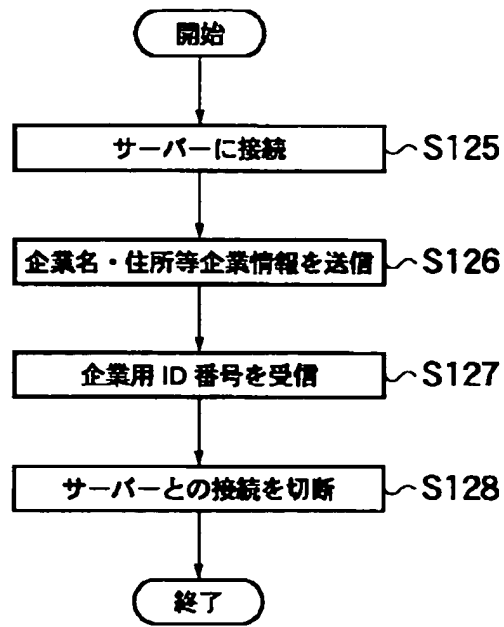 開始
サーバーに接続
S125
企業名・住所等企業情報を送信
S126
企業用 ID 番号を受信
S127
サーバーとの接続を切断
S128
終了